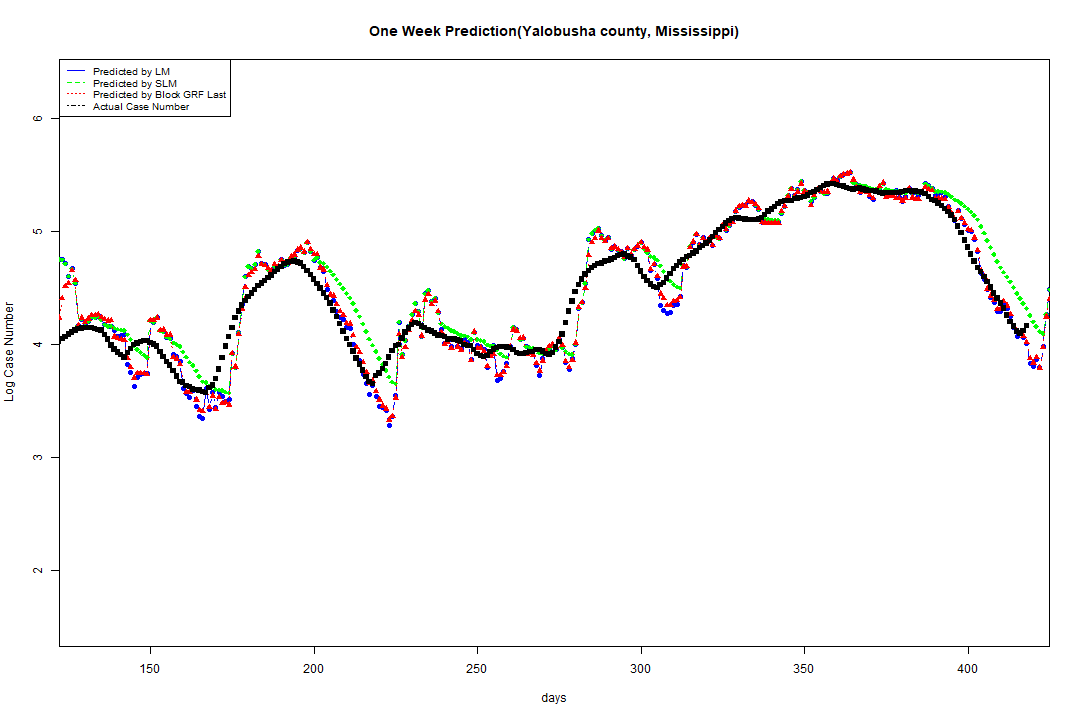 One Week Prediction(Yalobusha county, Mississippi)
Predicted by LM
Predicted by SLM
Predicted by Block GRF Last
Actual Case Number
6
5
4
3
2
Log Case Number
150 200 250 300 350 400
days